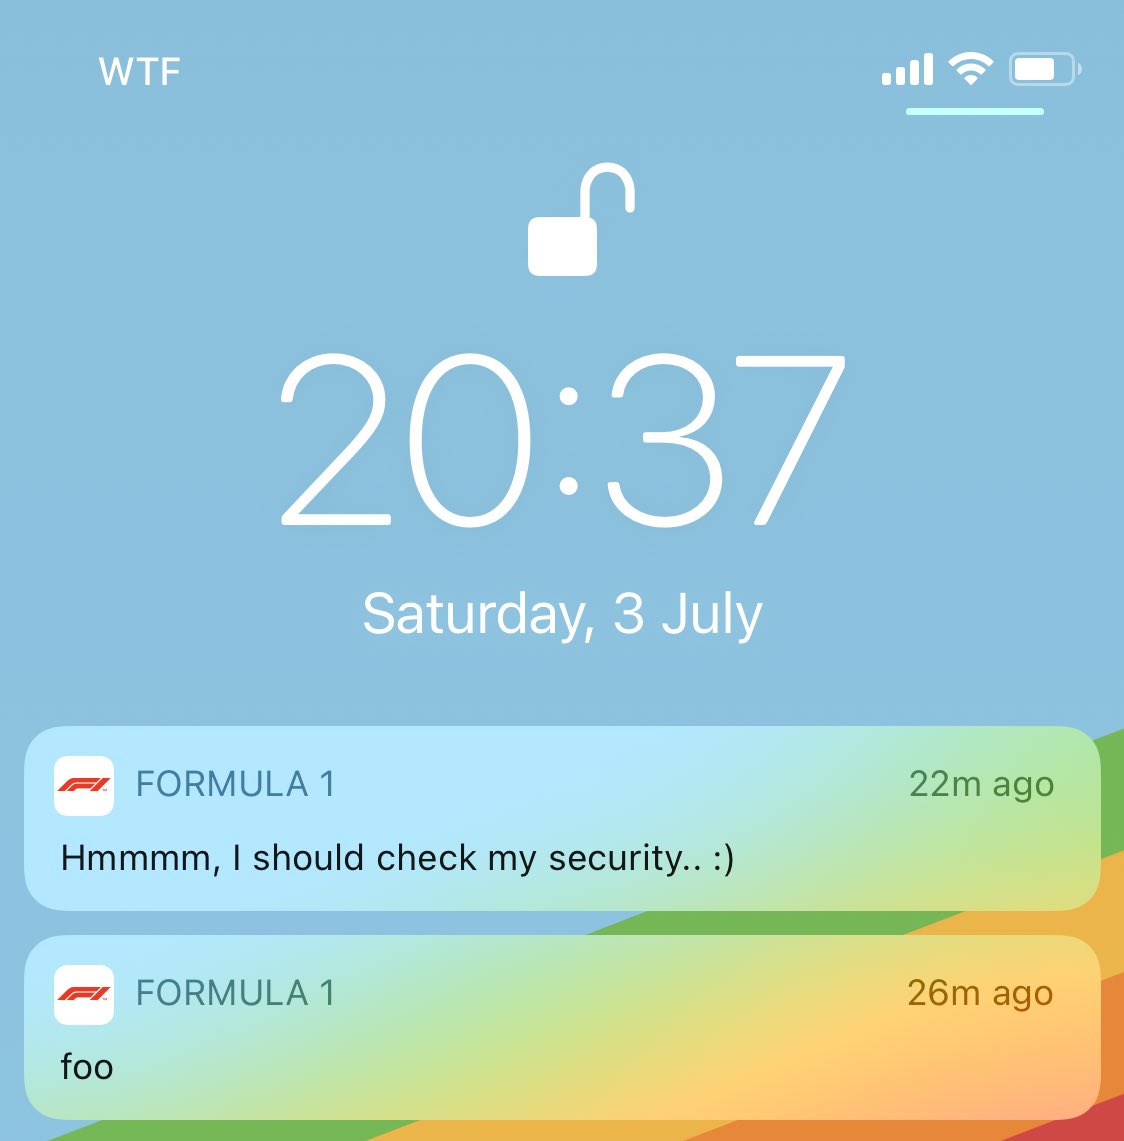 WTF
20:37
Saturday, 3 July
FORMULA 1
22m ago
Hmmmm, I should check my security.. :)
FORMULA 1
26m ago
foo